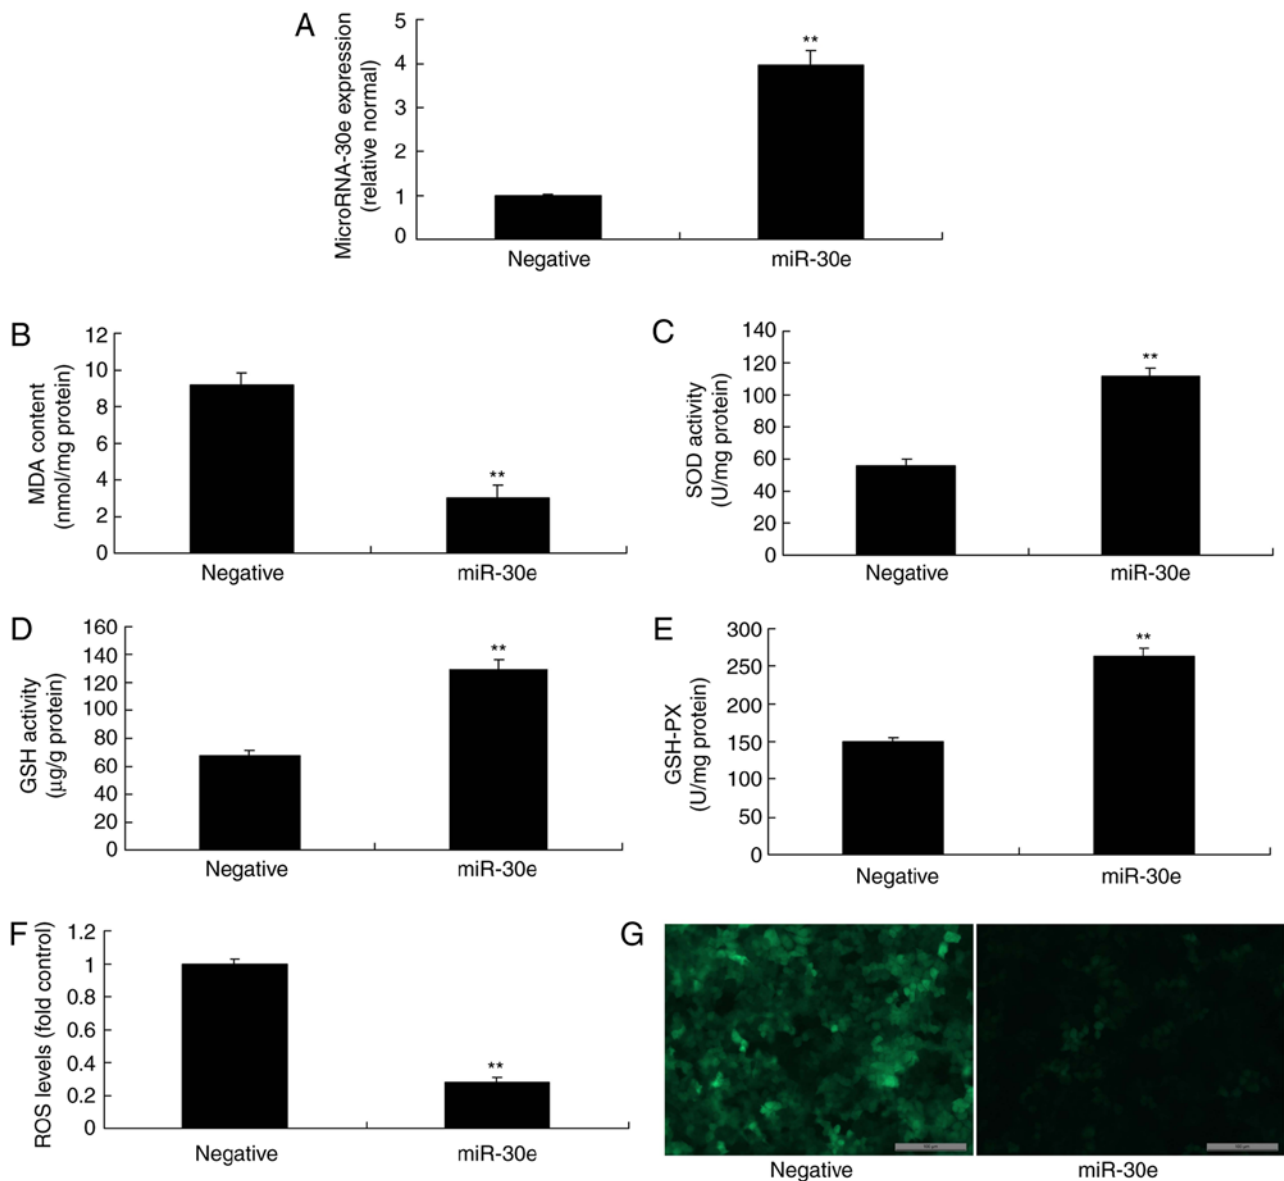 A
MicroRNA-30e expression
(relative normal)
5
4
3
2
1
0
**
Negative
miR-30e
B
MDA content
(nmol/mg protein)
12
10
8
6
4
2
0
**
Negative
miR-30e
C
SOD activity
(U/mg protein)
140
120
100
80
60
40
20
0
**
Negative
miR-30e
D
GSH activity
(µg/g protein)
160
140
120
100
80
60
40
20
0
**
Negative
miR-30e
E
GSH-PX
(U/mg protein)
300
250
200
150
100
50
0
**
Negative
miR-30e
F
ROS levels (fold control)
1.2
1
0.8
0.6
0.4
0.2
0
**
Negative
miR-30e
G
Negative
miR-30e